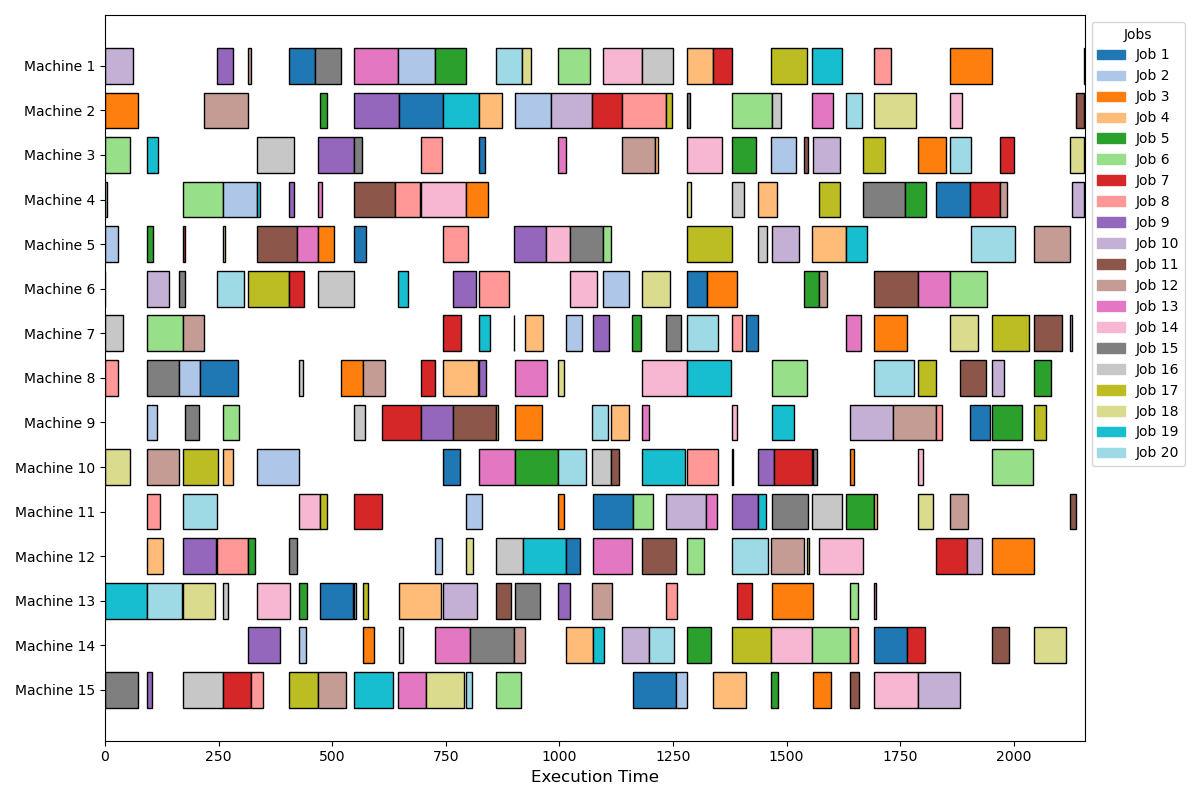 Machine 1
Machine 2
Machine 3
Machine 4
Machine 5
Machine 6
Machine 7
Machine 8
Machine 9
Machine 10
Machine 11
Machine 12
Machine 13
Machine 14
Machine 15
0 250 500 750 1000 1250 1500 1750 2000
Execution Time
Jobs
Job 1
Job 2
Job 3
Job 4
Job 5
Job 6
Job 7
Job 8
Job 9
Job 10
Job 11
Job 12
Job 13
Job 14
Job 15
Job 16
Job 17
Job 18
Job 19
Job 20